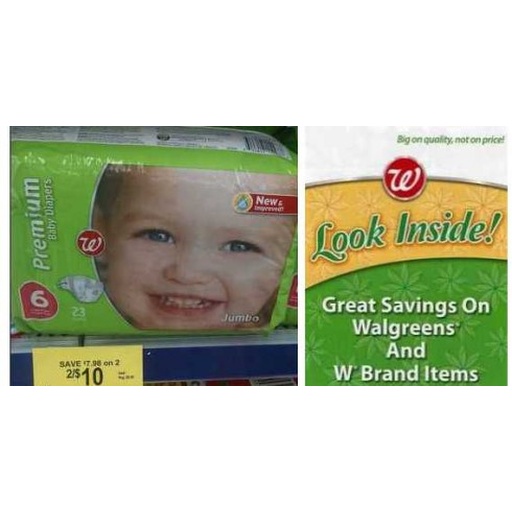 Premium
Baby Diapers
W
New &
Improved!
6
23
Jumbo
SAVE $7.98 on 2
2/$10
Big on quality, not on price!
W
Look Inside!
Great Savings On
Walgreens
And
W Brand Items